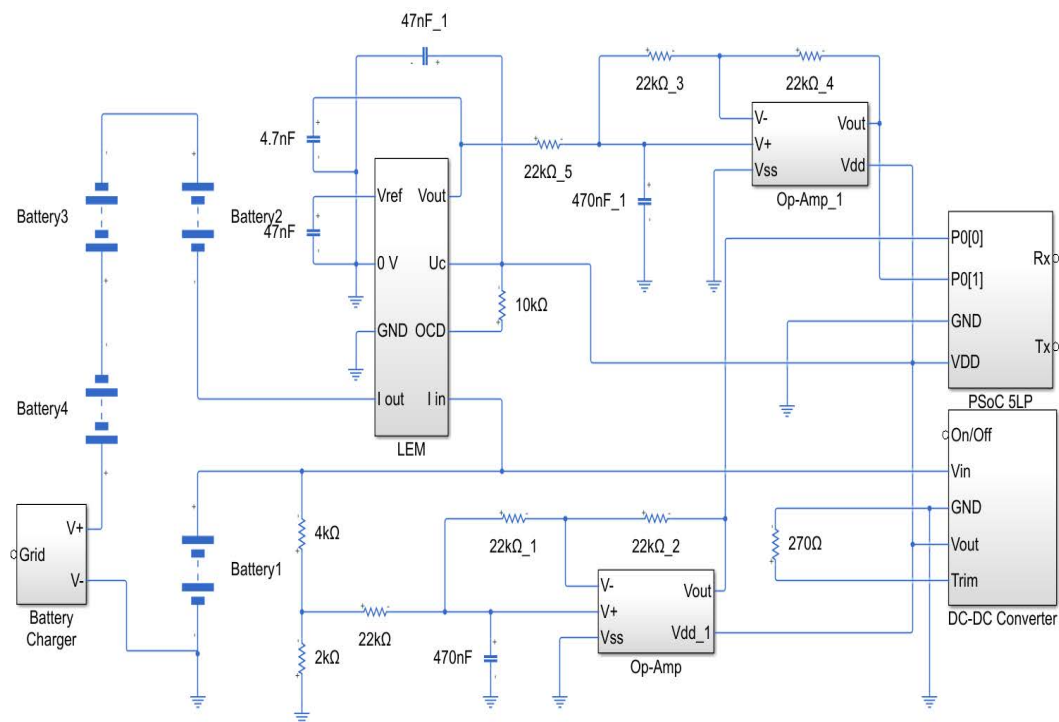 47nF_1
22kΩ_3
22kΩ_4
4.7nF
V-
Vout
V+
Vss
Vdd
Op-Amp_1
22kΩ_5
470nF_1
Battery3
Battery2
47nF
Vref
Vout
0 V
Uc
GND
OCD
I out
I in
LEM
10kΩ
P0[0]
Rx
P0[1]
GND
Tx
VDD
PSoC 5LP
Battery4
On/Off
Vin
GND
Vout
Trim
DC-DC Converter
V+
Grid
V-
Battery
Charger
Battery1
4kΩ
2kΩ
22kΩ
22kΩ_1
22kΩ_2
270Ω
V-
Vout
V+
Vss
Vdd_1
Op-Amp
470nF